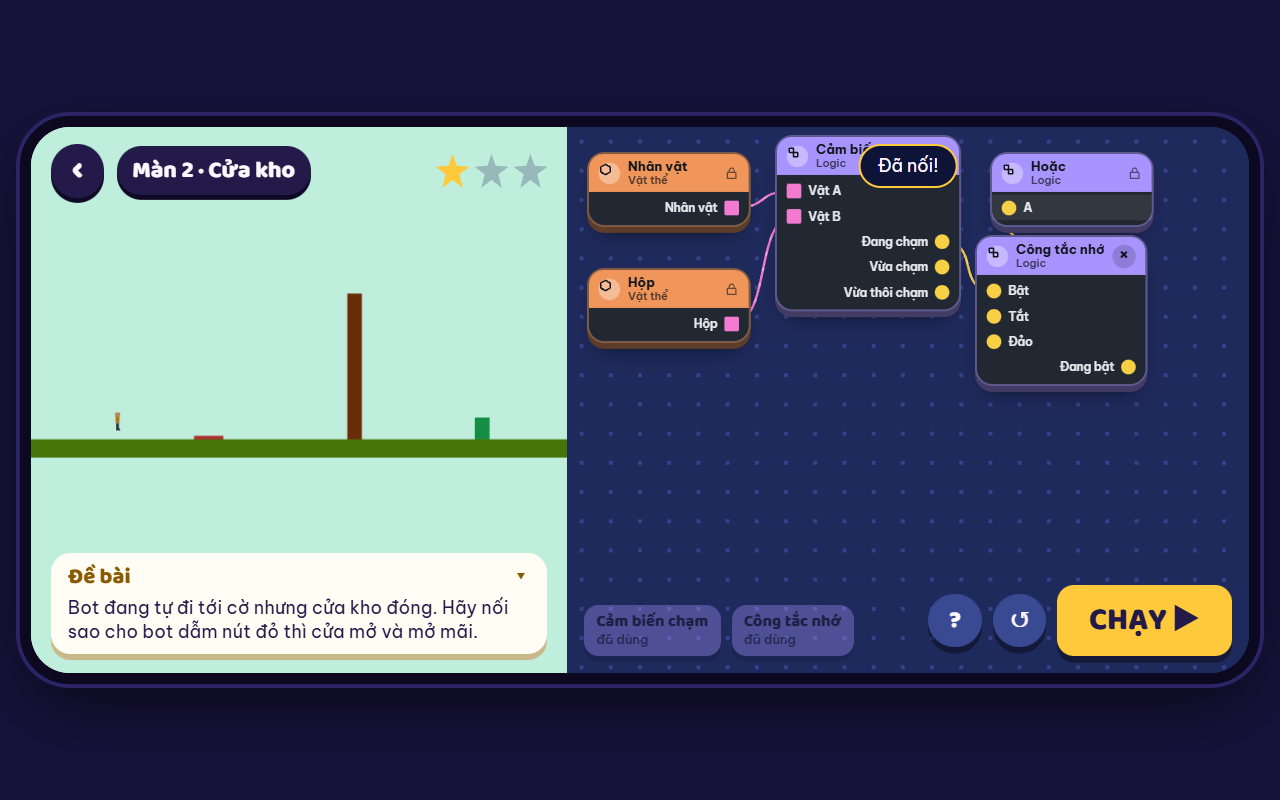 Màn 2 • Cửa kho
Đề bài
Bot đang tự đi tới cờ nhưng cửa kho đóng. Hãy nối
sao cho bot dẫm nút đỏ thì cửa mở và mở mãi.
Nhân vật
Vật thể
Nhân vật
Hộp
Vật thể
Hộp
Cảm
Logic
Đã nối!
Vật A
Vật B
Đang chạm
Vừa chạm
Vừa thôi chạm
Hoặc
Logic
A
Công tắc nhớ
Logic
Bật
Tắt
Đảo
Đang bật
Cảm biến chạm
đã dùng
Công tắc nhớ
đã dùng
?
CHẠY